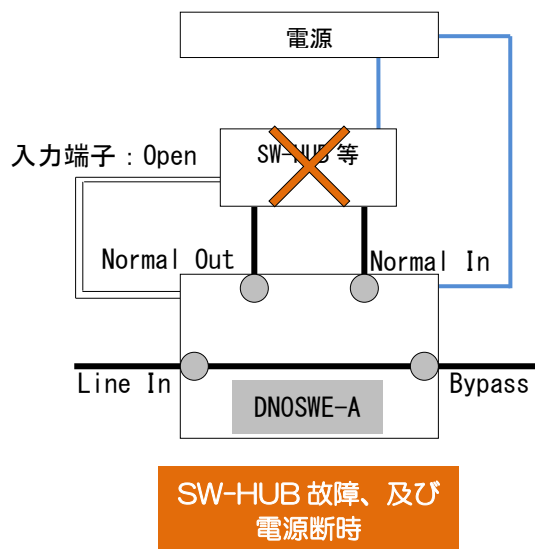 電源
入力端子：Open
SW-HUB 等
Normal Out
Normal In
Line In
Bypass
DNOSWE-A
SW-HUB 故障、及び
電源断時